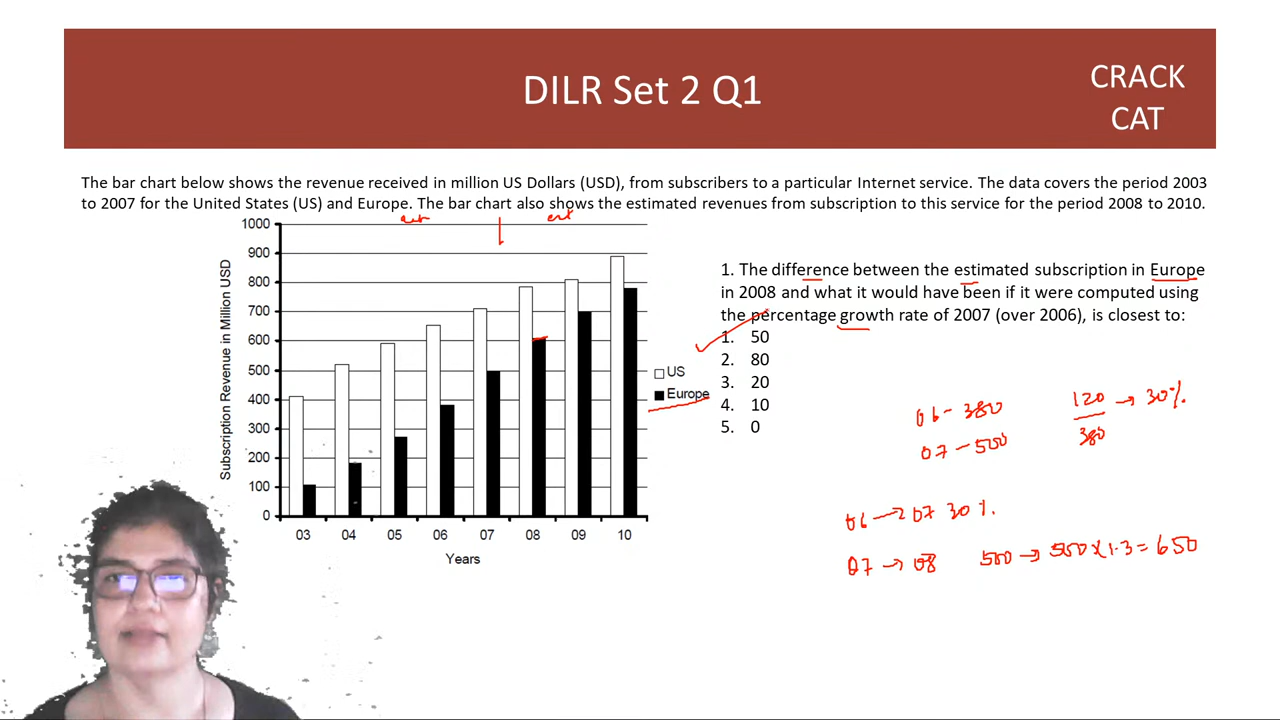 DILR Set 2 Q1
CRACK
CAT
The bar chart below shows the revenue received in million US Dollars (USD), from subscribers to a particular Internet service. The data covers the period 2003
to 2007 for the United States (US) and Europe. The bar chart also shows the estimated revenues from subscription to this service for the period 2008 to 2010.
est
1000
900
800
700
600
500
400
300
200
100
0
Subscription Revenue in Million USD
03 04 05 06 07 08 09 10
Years
US
Europe
1. The difference between the estimated subscription in Europe
in 2008 and what it would have been if it were computed using
the percentage growth rate of 2007 (over 2006), is closest to:
1. 50
2. 80
3. 20
4. 10
5. 0
06 - 380
07 - 500
120 → 30%.
380
06 → 07 30%.
07 → 08 500 → 500 x 1.3 = 650